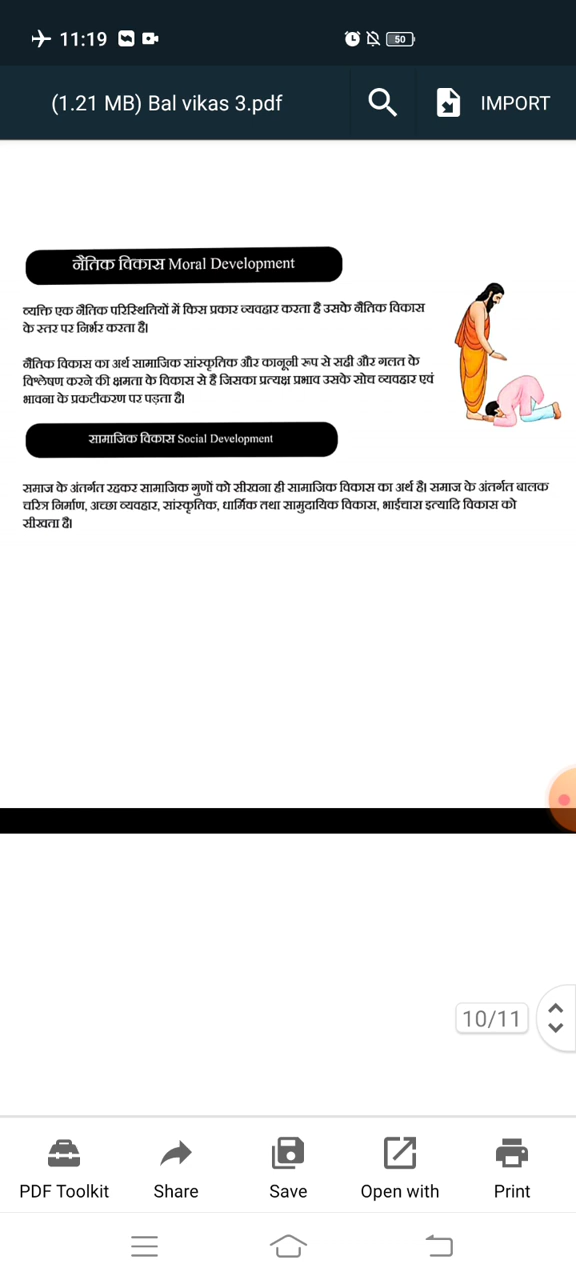 11:19
50
(1.21 MB) Bal vikas 3.pdf
IMPORT
नैतिक विकास Moral Development
व्यक्ति एक नैतिक परिस्थितियों में किस प्रकार व्यवहार करता है उसके नैतिक विकास
के स्तर पर निर्भर करता है।
नैतिक विकास का अर्थ सामाजिक सांस्कृतिक और कानूनी रूप से सही और गलत के
विश्लेषण करने की क्षमता के विकास से है जिसका प्रत्यक्ष प्रभाव उसके सोच व्यवहार एवं
भावना के प्रकटीकरण पर पड़ता है।
सामाजिक विकास Social Development
समाज के अंतर्गत रहकर सामाजिक गुणों को सीखना ही सामाजिक विकास का अर्थ है। समाज के अंतर्गत बालक
चरित्र निर्माण, अच्छा व्यवहार, सांस्कृतिक, धार्मिक तथा सामुदायिक विकास, भाईचारा इत्यादि विकास को
सीखता है।
10/11
PDF Toolkit
Share
Save
Open with
Print